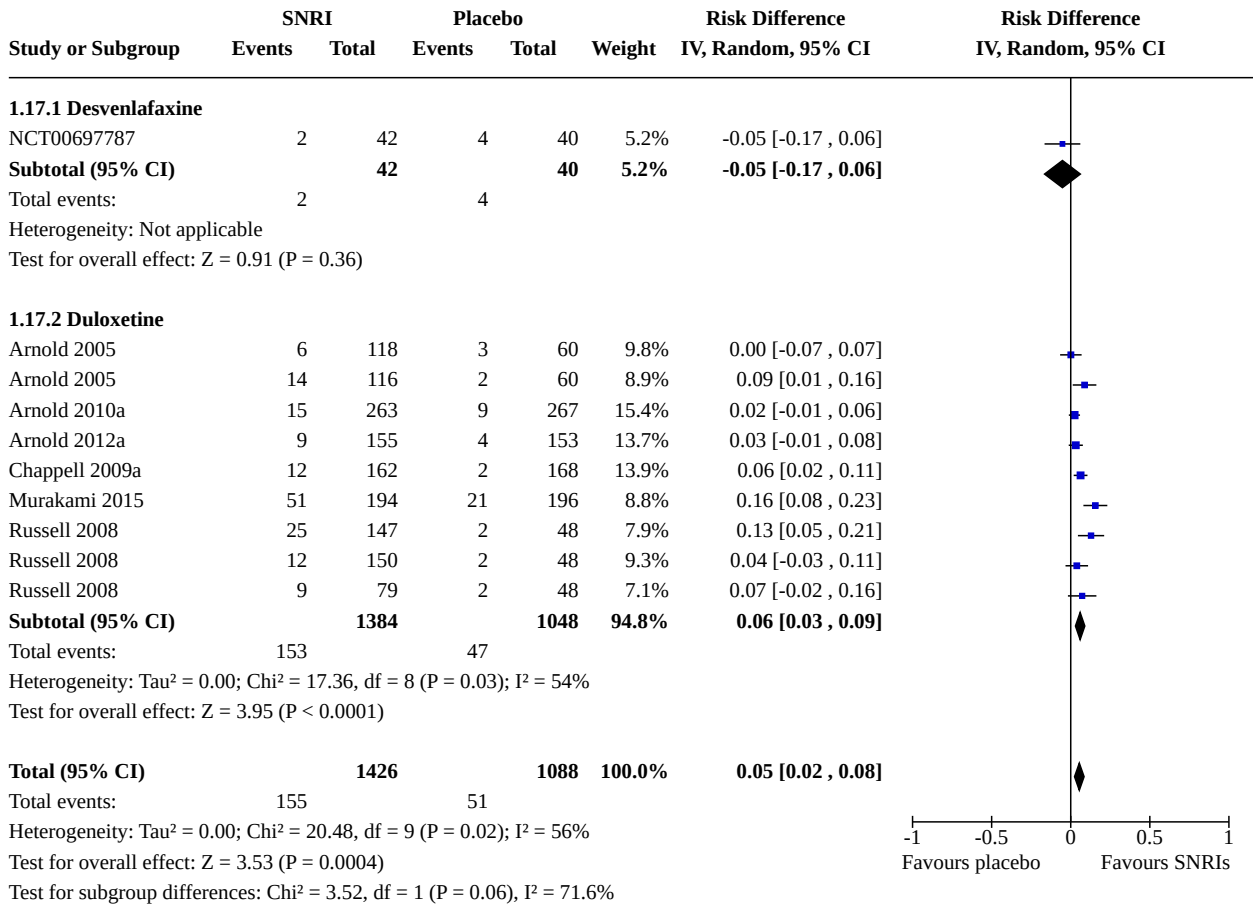 SNRI Placebo Risk Difference Risk Difference
Study or Subgroup Events Total Events Total Weight IV, Random, 95% CI IV, Random, 95% CI
1.17.1 Desvenlafaxine
NCT00697787 2 42 4 40 5.2% -0.05 [-0.17 , 0.06]
Subtotal (95% CI) 42 40 5.2% -0.05 [-0.17 , 0.06]
Total events: 2 4
Heterogeneity: Not applicable
Test for overall effect: Z = 0.91 (P = 0.36)
1.17.2 Duloxetine
Arnold 2005 6 118 3 60 9.8% 0.00 [-0.07 , 0.07]
Arnold 2005 14 116 2 60 8.9% 0.09 [0.01 , 0.16]
Arnold 2010a 15 263 9 267 15.4% 0.02 [-0.01 , 0.06]
Arnold 2012a 9 155 4 153 13.7% 0.03 [-0.01 , 0.08]
Chappell 2009a 12 162 2 168 13.9% 0.06 [0.02 , 0.11]
Murakami 2015 51 194 21 196 8.8% 0.16 [0.08 , 0.23]
Russell 2008 25 147 2 48 7.9% 0.13 [0.05 , 0.21]
Russell 2008 12 150 2 48 9.3% 0.04 [-0.03 , 0.11]
Russell 2008 9 79 2 48 7.1% 0.07 [-0.02 , 0.16]
Subtotal (95% CI) 1384 1048 94.8% 0.06 [0.03 , 0.09]
Total events: 153 47
Heterogeneity: Tau² = 0.00; Chi² = 17.36, df = 8 (P = 0.03); I² = 54%
Test for overall effect: Z = 3.95 (P < 0.0001)
Total (95% CI) 1426 1088 100.0% 0.05 [0.02 , 0.08]
Total events: 155 51
Heterogeneity: Tau² = 0.00; Chi² = 20.48, df = 9 (P = 0.02); I² = 56%
-1 -0.5 0 0.5 1
Test for overall effect: Z = 3.53 (P = 0.0004)
Favours placebo Favours SNRIs
Test for subgroup differences: Chi² = 3.52, df = 1 (P = 0.06), I² = 71.6%